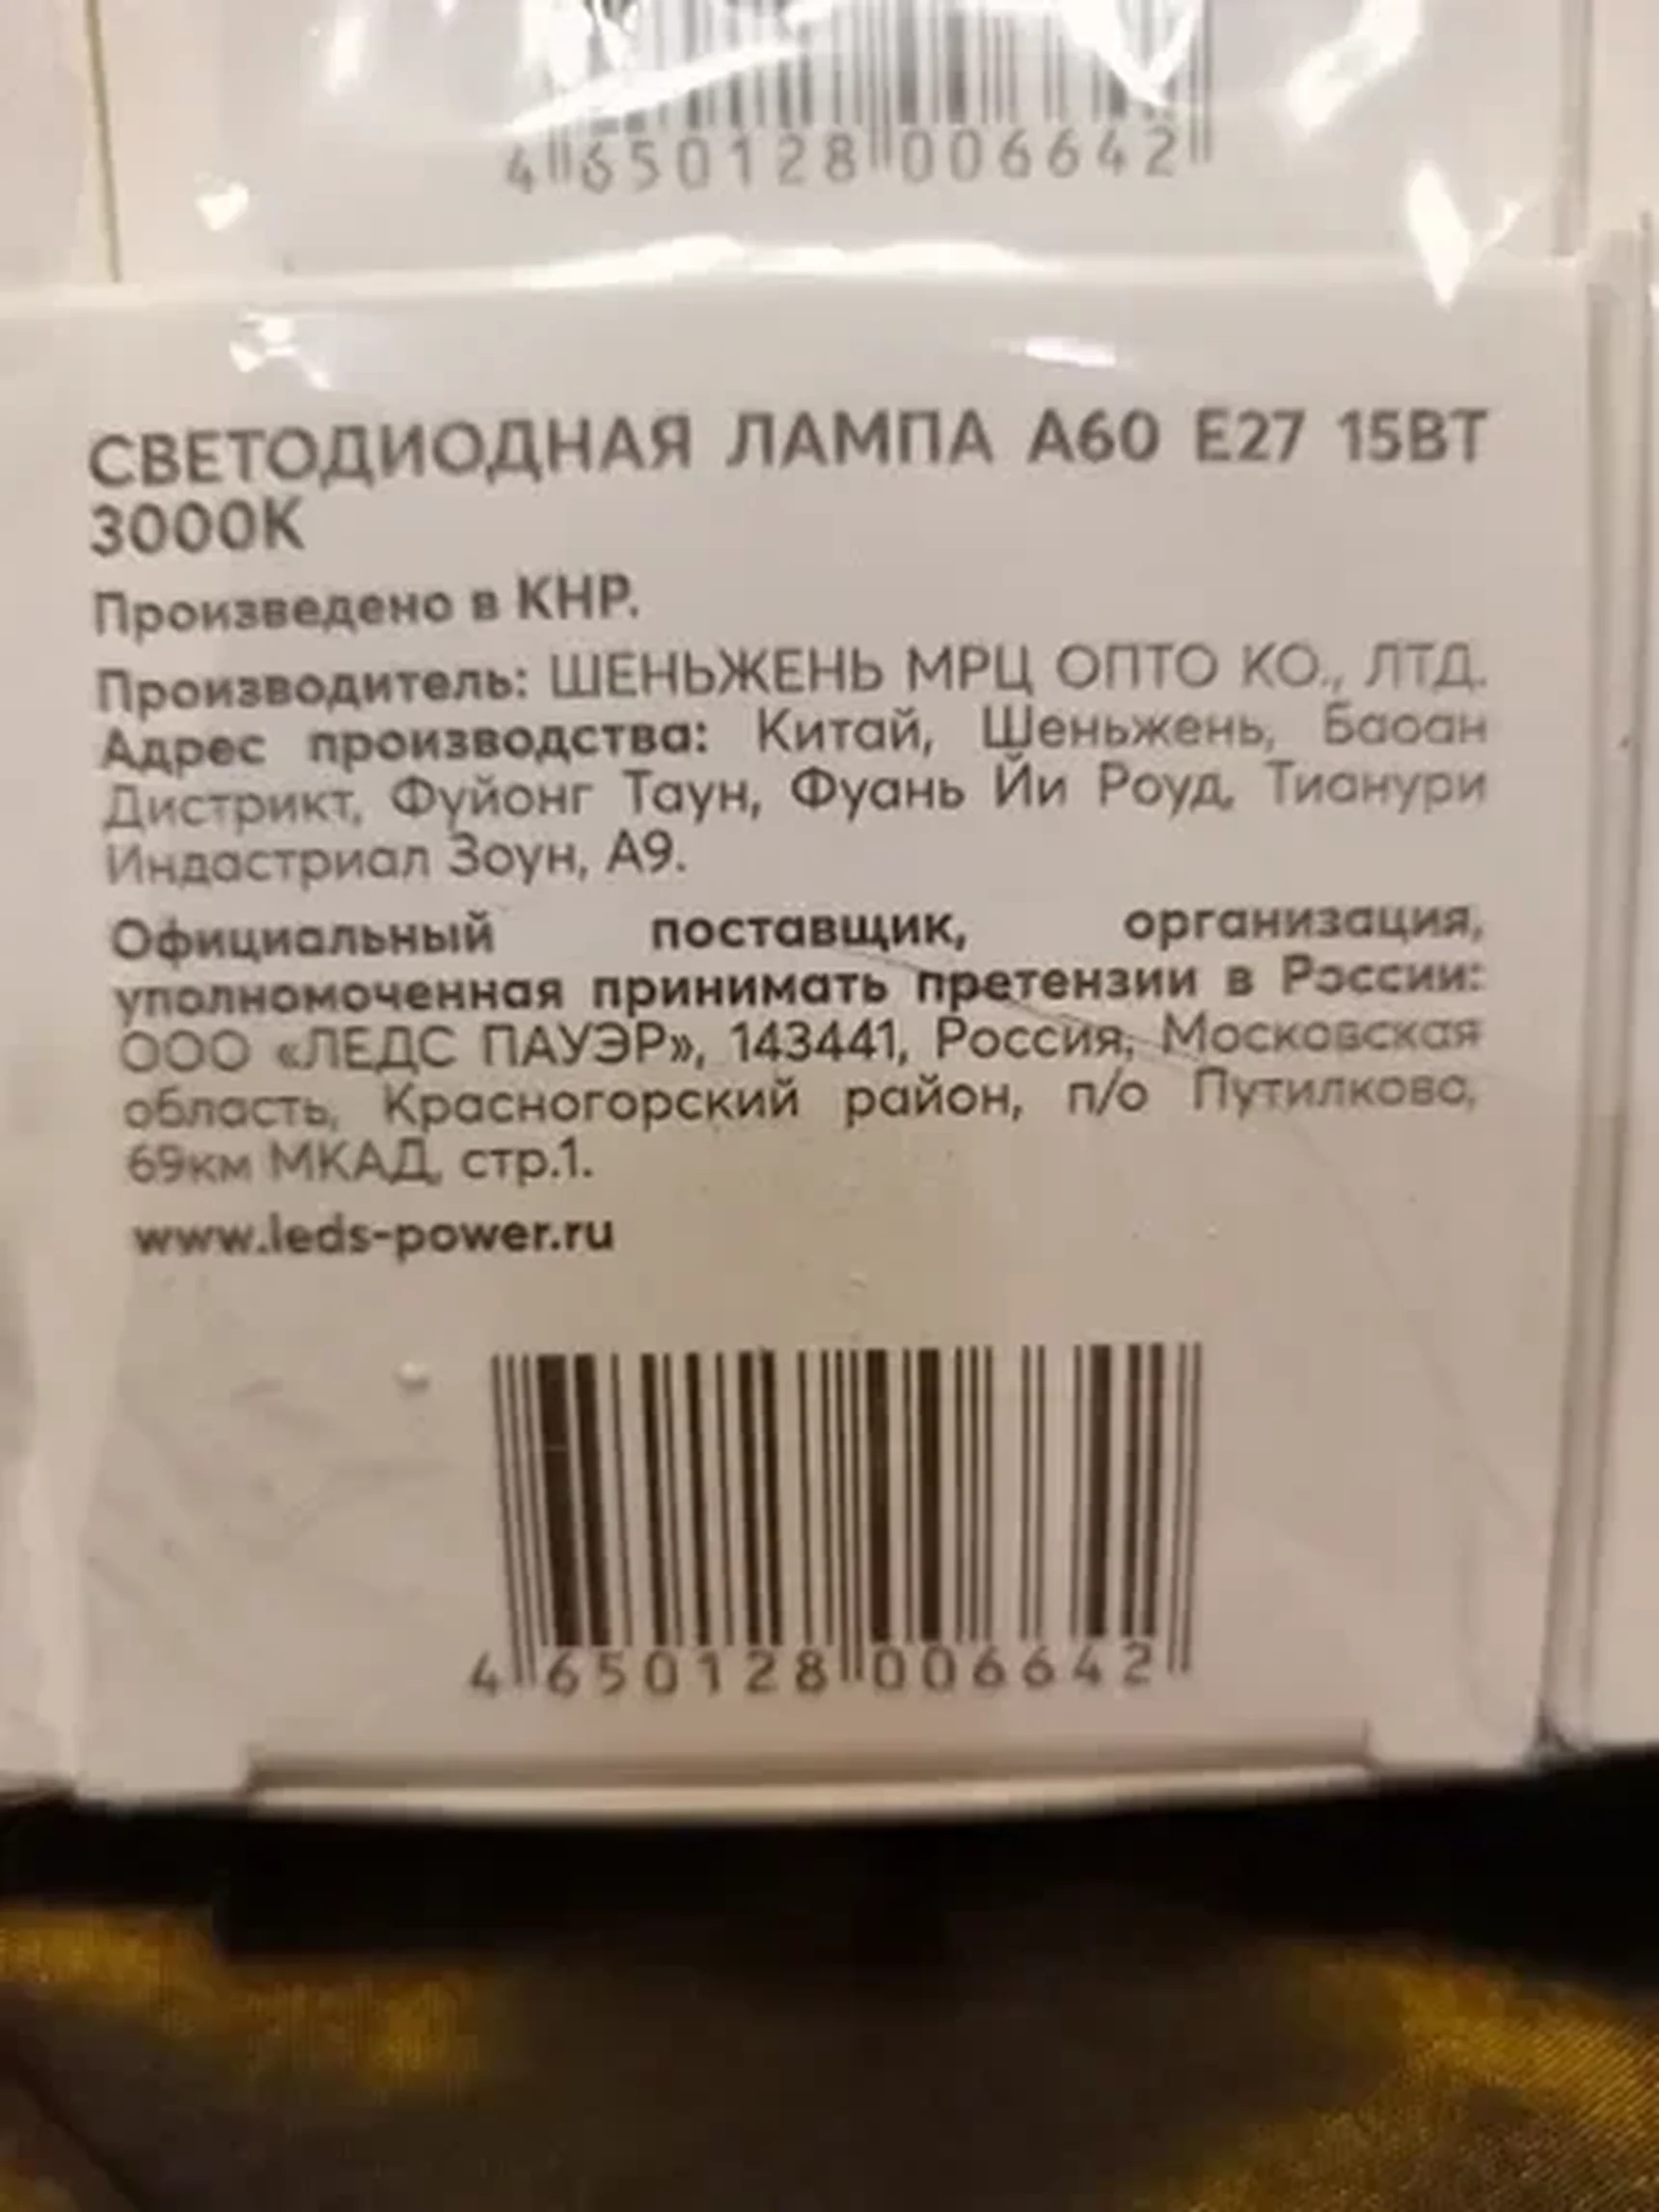 4 650128 006642
СВЕТОДИОДНАЯ ЛАМПА A60 E27 15ВТ
3000К
Произведено в КНР.
Производитель: ШЕНЬЖЕНЬ МРЦ ОПТО КО., ЛТД.
Адрес производства: Китай, Шеньжень, Баоан
Дистрикт, Фуйонг Таун, Фуань Йи Роуд, Тианури
Индастриал Зоун, А9.
Официальный поставщик, организация,
уполномоченная принимать претензии в России:
ООО «ЛЕДС ПАУЭР», 143441, Россия, Московская
область, Красногорский район, п/о Путилково,
69км МКАД, стр.1.
www.leds-power.ru
4 650128 006642